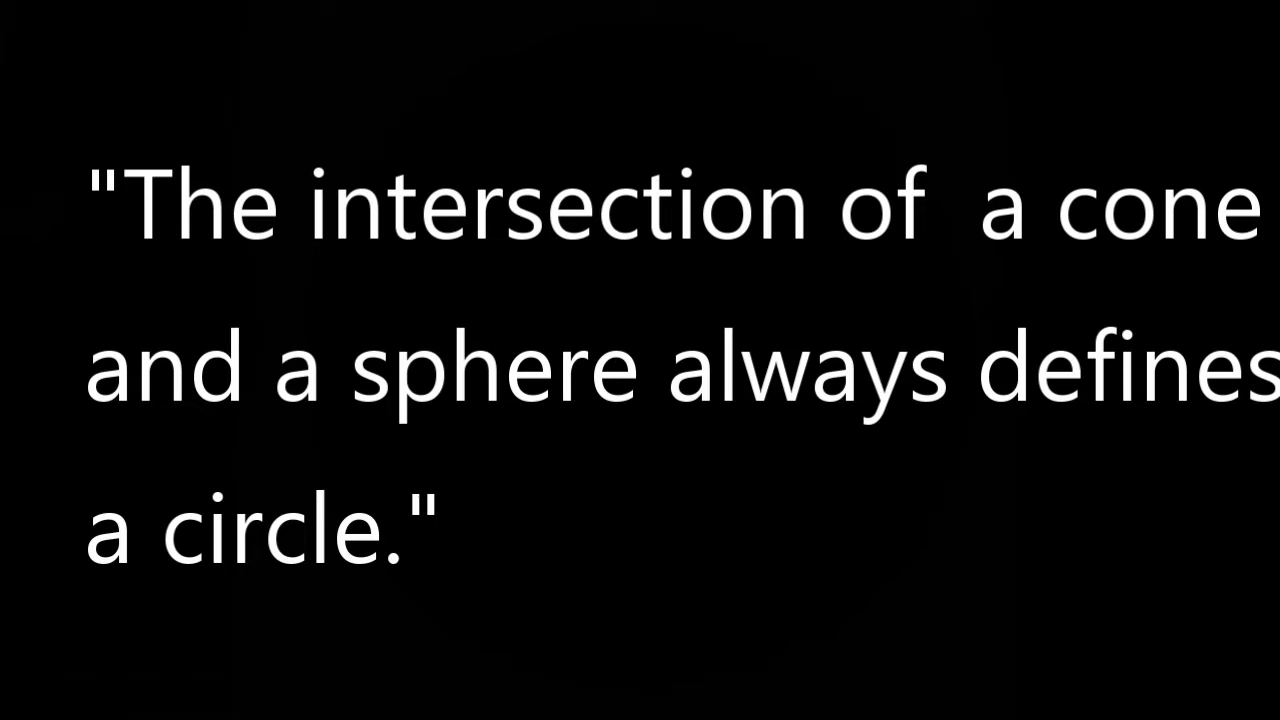 "The intersection of  a cone
and a sphere always defines
a circle."